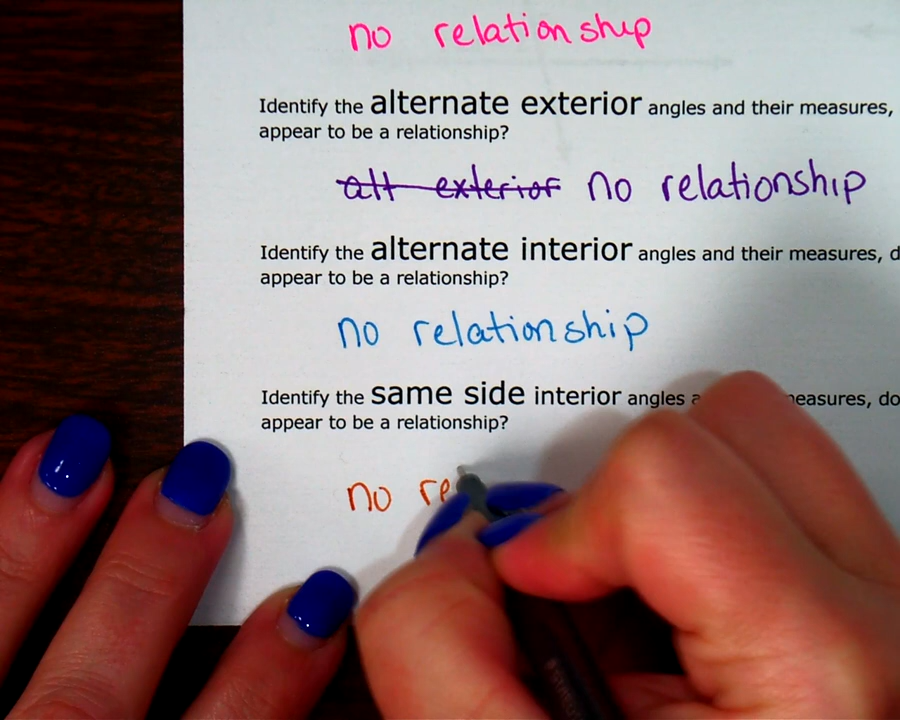 no relationship
Identify the alternate exterior angles and their measures,
appear to be a relationship?
alt exterior no relationship
Identify the alternate interior angles and their measures, d
appear to be a relationship?
no relationship
Identify the same side interior angles a easures, do
appear to be a relationship?
no re